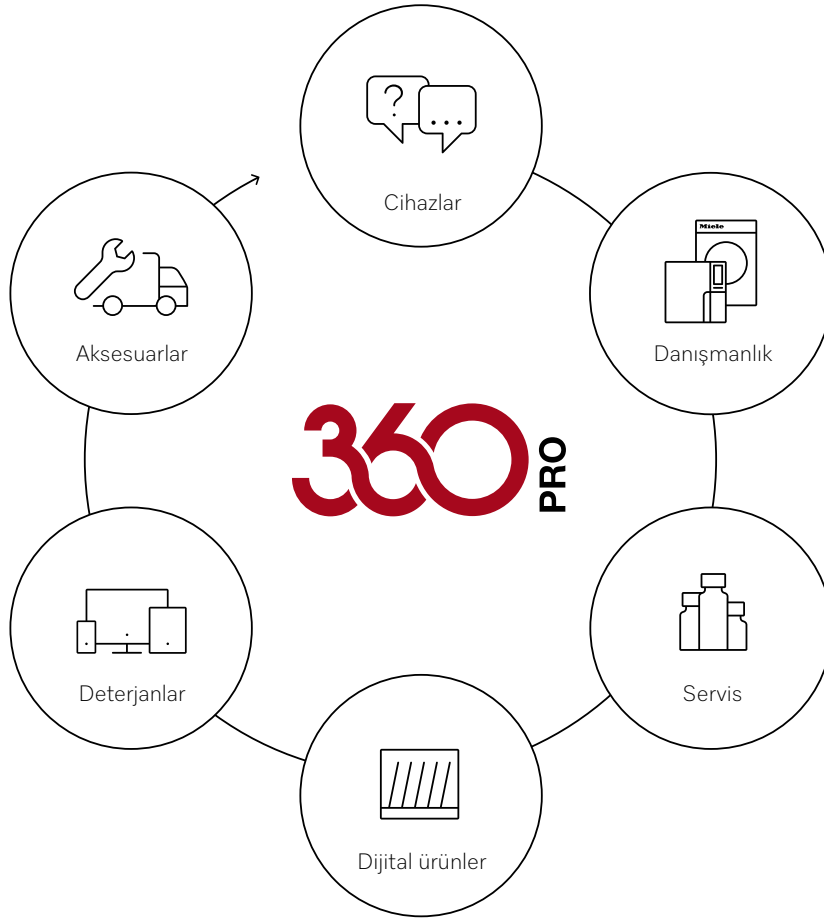 ?
...
Cihazlar
Miele
Danışmanlık
Servis
Dijital ürünler
Deterjanlar
Aksesuarlar
360 PRO